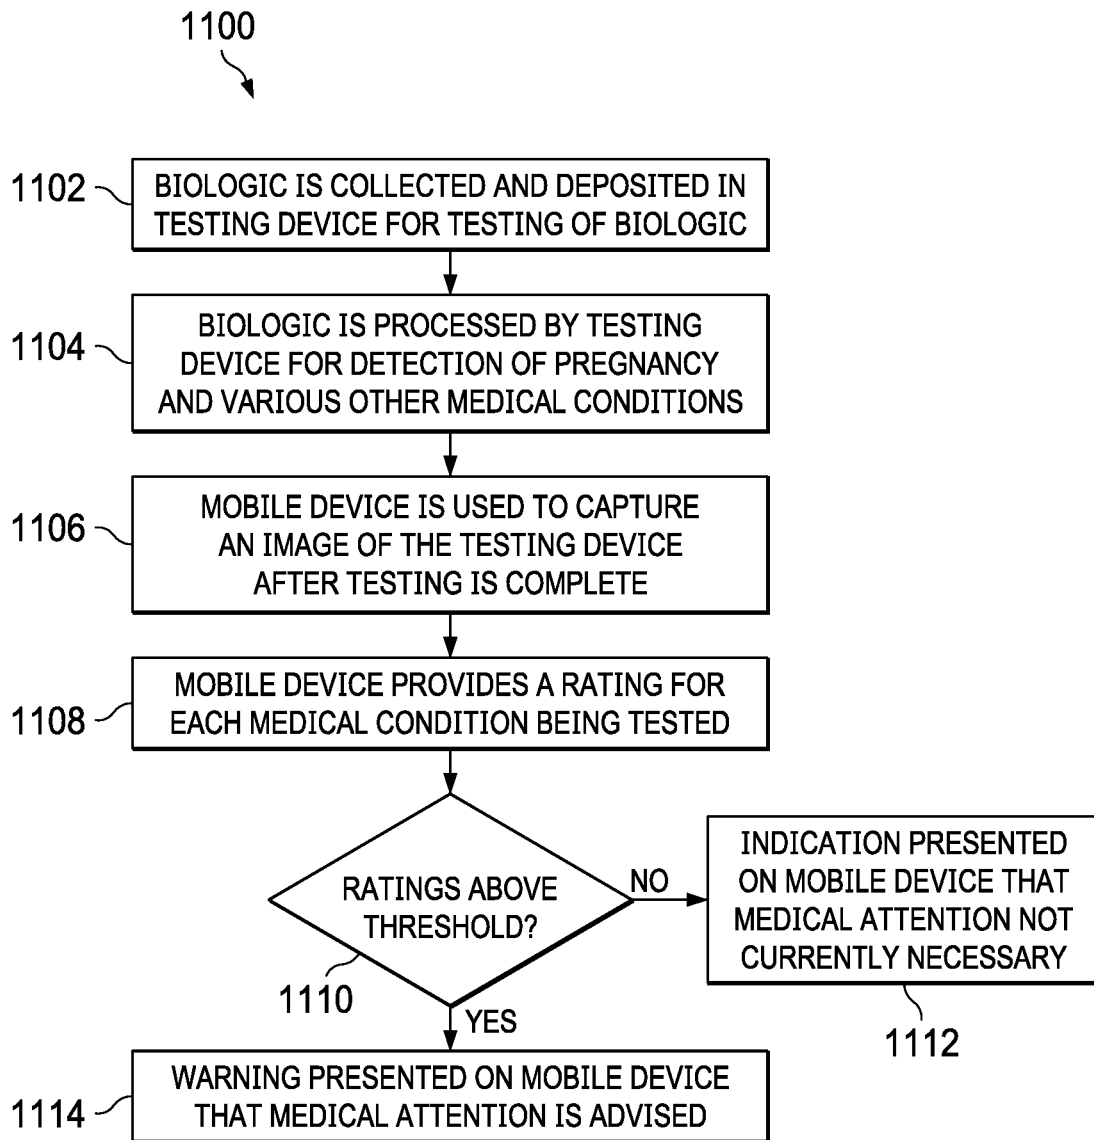 1100
1102
BIOLOGIC IS COLLECTED AND DEPOSITED IN
TESTING DEVICE FOR TESTING OF BIOLOGIC
1104
BIOLOGIC IS PROCESSED BY TESTING
DEVICE FOR DETECTION OF PREGNANCY
AND VARIOUS OTHER MEDICAL CONDITIONS
1106
MOBILE DEVICE IS USED TO CAPTURE
AN IMAGE OF THE TESTING DEVICE
AFTER TESTING IS COMPLETE
1108
MOBILE DEVICE PROVIDES A RATING FOR
EACH MEDICAL CONDITION BEING TESTED
RATINGS ABOVE
THRESHOLD?
1110
NO
INDICATION PRESENTED
ON MOBILE DEVICE THAT
MEDICAL ATTENTION NOT
CURRENTLY NECESSARY
1112
YES
1114
WARNING PRESENTED ON MOBILE DEVICE
THAT MEDICAL ATTENTION IS ADVISED